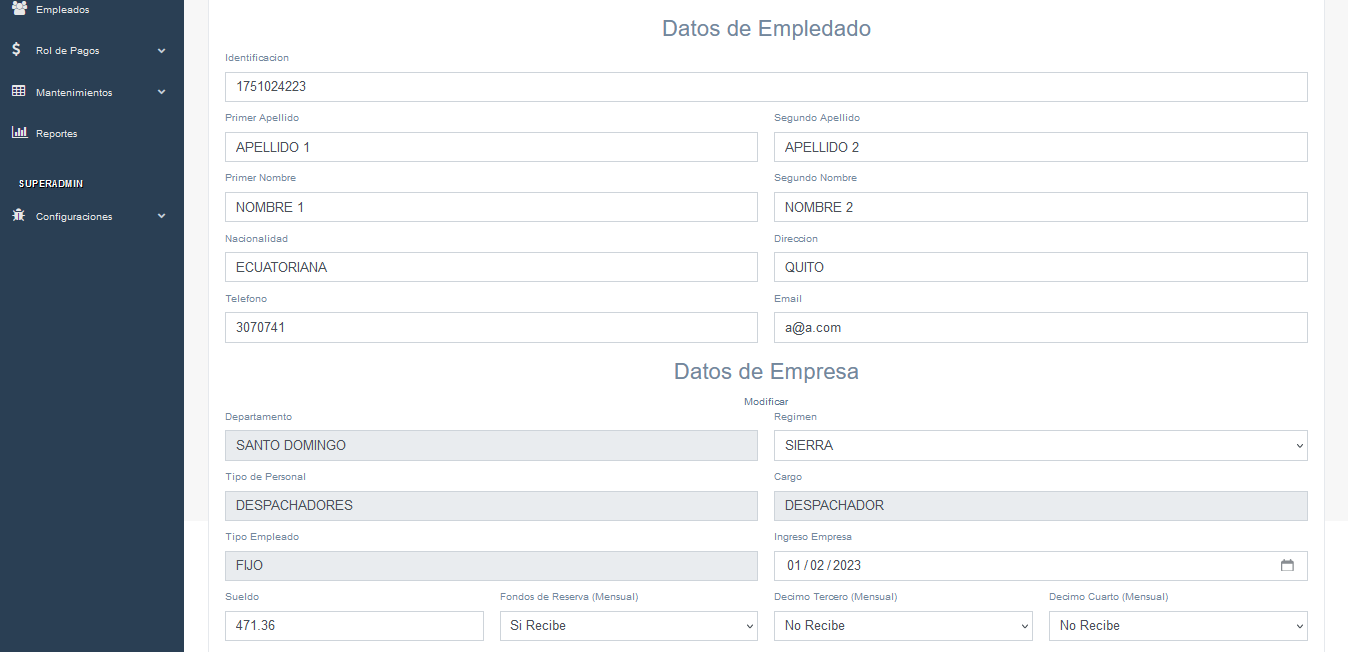 Empleados
Rol de Pagos
Mantenimientos
Reportes
SUPERADMIN
Configuraciones
Datos de Empledado
Identificacion
1751024223
Primer Apellido Segundo Apellido
APELLIDO 1 APELLIDO 2
Primer Nombre Segundo Nombre
NOMBRE 1 NOMBRE 2
Nacionalidad Direccion
ECUATORIANA QUITO
Telefono Email
3070741 a@a.com
Datos de Empresa
Modificar
Departamento Regimen
SANTO DOMINGO SIERRA
Tipo de Personal Cargo
DESPACHADORES DESPACHADOR
Tipo Empleado Ingreso Empresa
FIJO 01/02/2023
Sueldo Fondos de Reserva (Mensual) Decimo Tercero (Mensual) Decimo Cuarto (Mensual)
471.36 Si Recibe No Recibe No Recibe